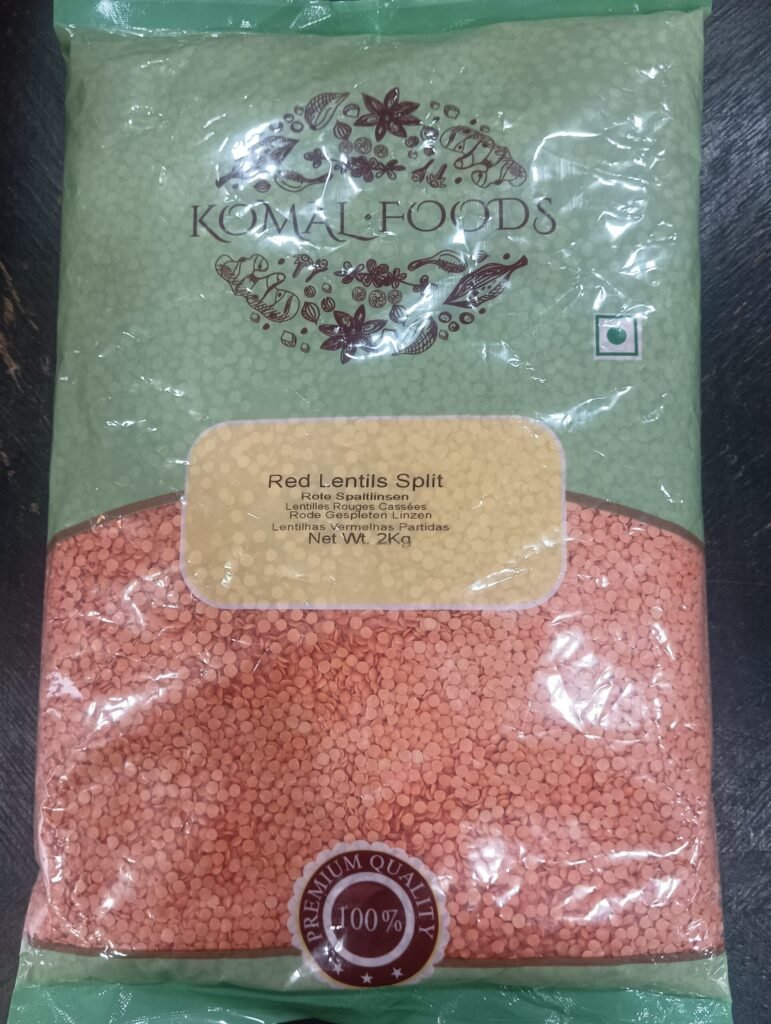 KOMAL·FOODS
Red Lentils Split
Rote Spaltlinsen
Lentilles Rouges Cassées
Rode Gespleten Linzen
Lentilhas Vermelhas Partidas
Net Wt. 2Kg
PREMIUM QUALITY
100%